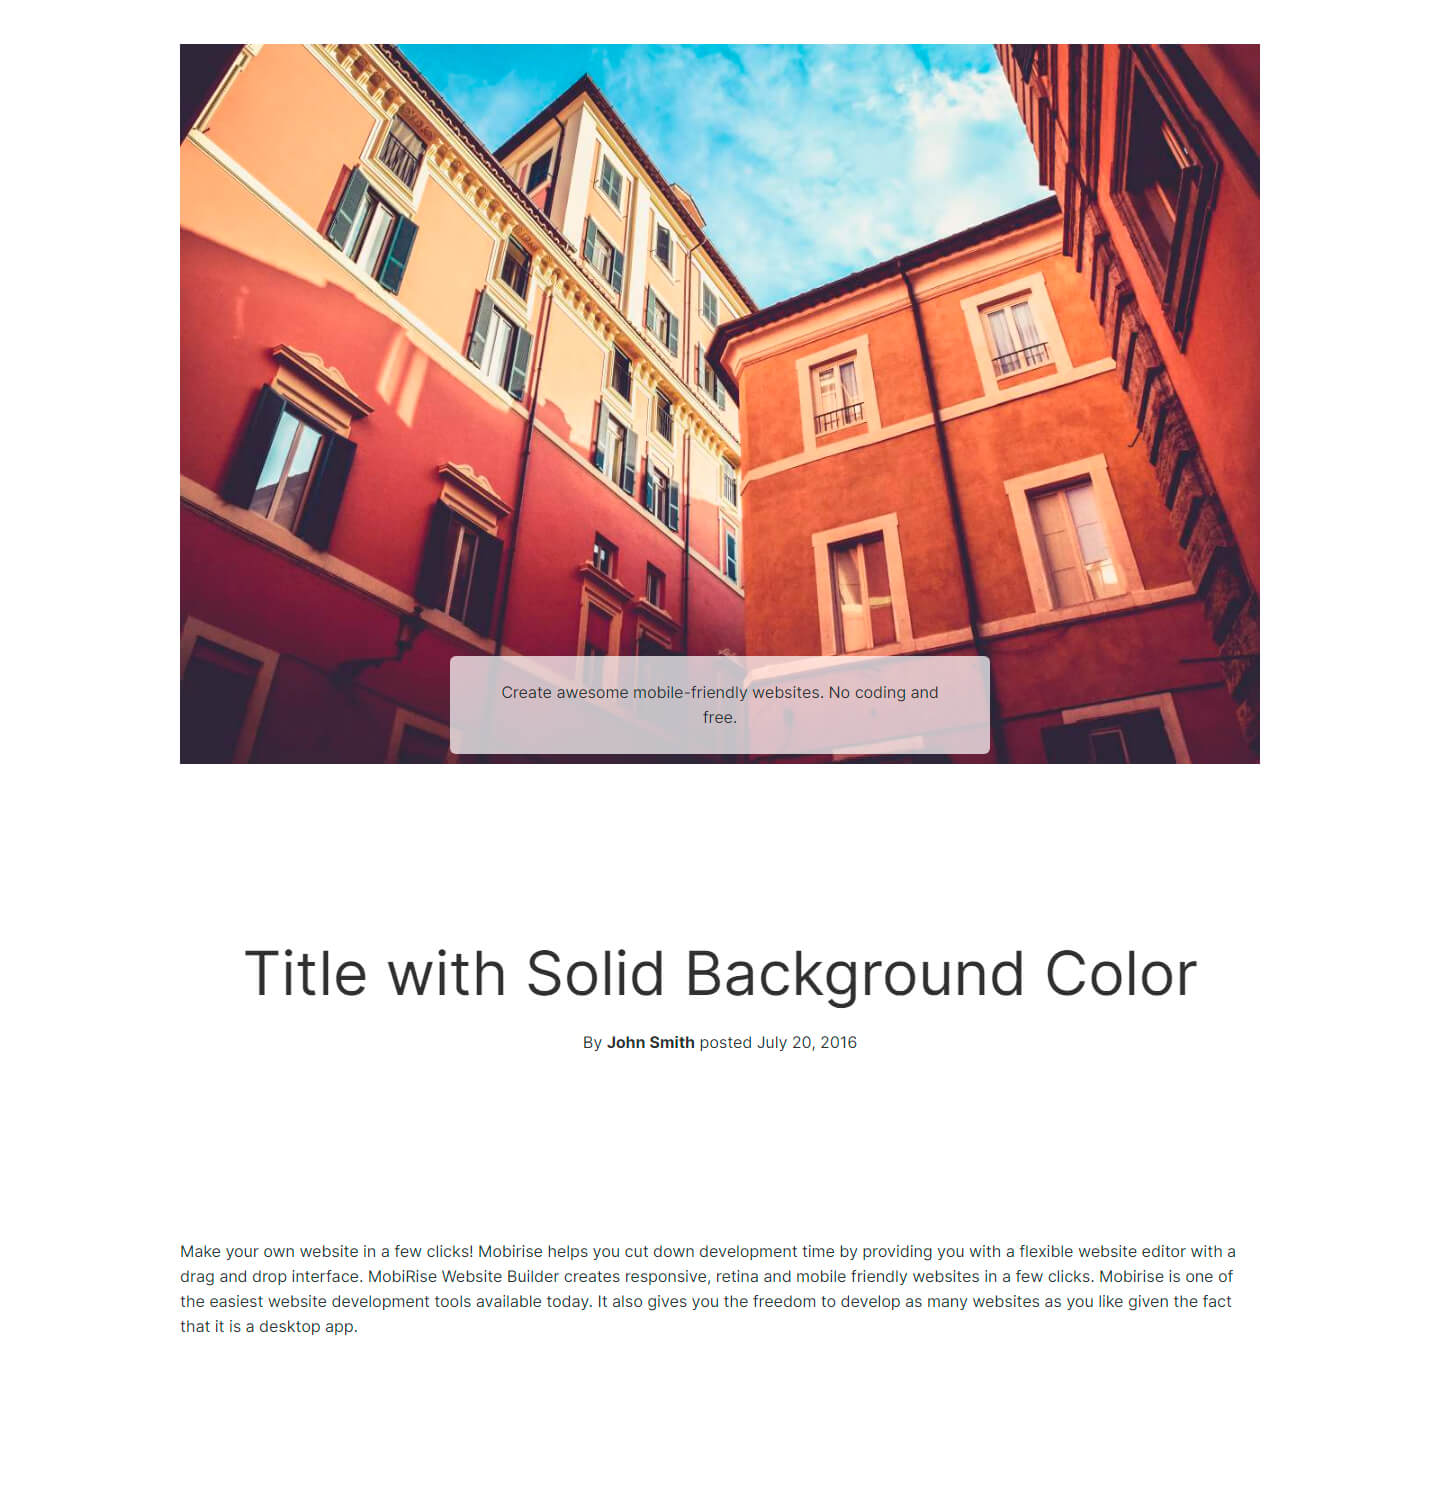 Create awesome mobile-friendly websites. No coding and
free.
Title with Solid Background Color
By John Smith posted July 20, 2016
Make your own website in a few clicks! Mobirise helps you cut down development time by providing you with a flexible website editor with a
drag and drop interface. MobiRise Website Builder creates responsive, retina and mobile friendly websites in a few clicks. Mobirise is one of
the easiest website development tools available today. It also gives you the freedom to develop as many websites as you like given the fact
that it is a desktop app.